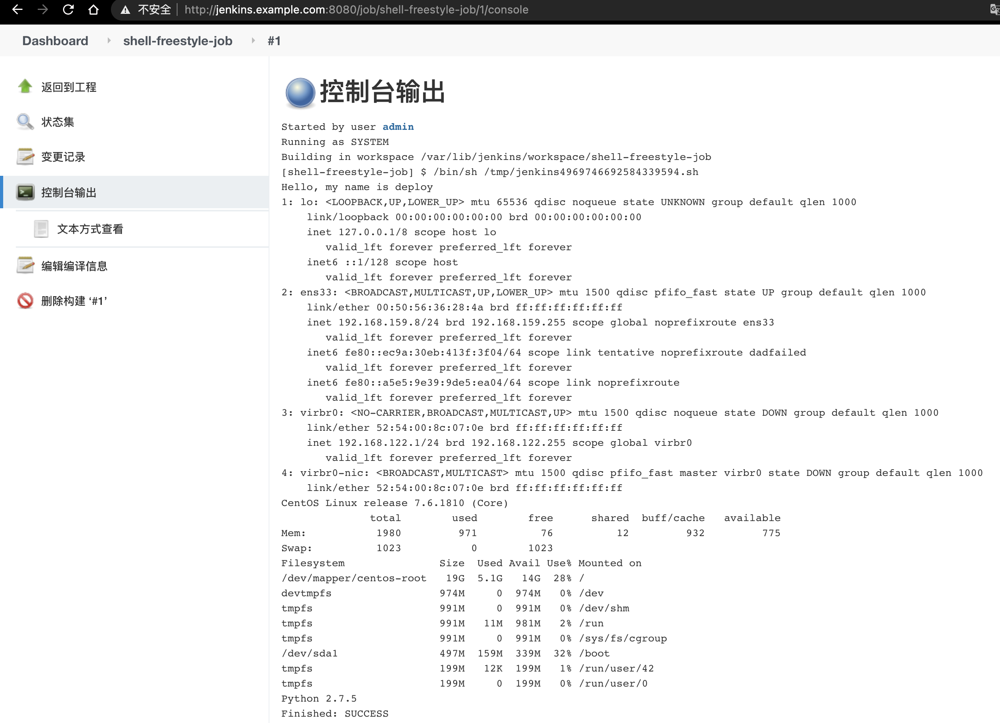 不安全 http://jenkins.example.com:8080/job/shell-freestyle-job/1/console
Dashboard shell-freestyle-job #1
返回到工程
状态集
变更记录
控制台输出
文本方式查看
编辑编译信息
删除构建 ‘#1’
控制台输出
Started by user admin
Running as SYSTEM
Building in workspace /var/lib/jenkins/workspace/shell-freestyle-job
[shell-freestyle-job] $ /bin/sh /tmp/jenkins4969746692584339594.sh
Hello, my name is deploy
1: lo: <LOOPBACK,UP,LOWER_UP> mtu 65536 qdisc noqueue state UNKNOWN group default qlen 1000
    link/loopback 00:00:00:00:00:00 brd 00:00:00:00:00:00
    inet 127.0.0.1/8 scope host lo
       valid_lft forever preferred_lft forever
    inet6 ::1/128 scope host
       valid_lft forever preferred_lft forever
2: ens33: <BROADCAST,MULTICAST,UP,LOWER_UP> mtu 1500 qdisc pfifo_fast state UP group default qlen 1000
    link/ether 00:50:56:36:28:4a brd ff:ff:ff:ff:ff:ff
    inet 192.168.159.8/24 brd 192.168.159.255 scope global noprefixroute ens33
       valid_lft forever preferred_lft forever
    inet6 fe80::ec9a:30eb:413f:3f04/64 scope link tentative noprefixroute dadfailed
       valid_lft forever preferred_lft forever
    inet6 fe80::a5e5:9e39:9de5:ea04/64 scope link noprefixroute
       valid_lft forever preferred_lft forever
3: virbr0: <NO-CARRIER,BROADCAST,MULTICAST,UP> mtu 1500 qdisc noqueue state DOWN group default qlen 1000
    link/ether 52:54:00:8c:07:0e brd ff:ff:ff:ff:ff:ff
    inet 192.168.122.1/24 brd 192.168.122.255 scope global virbr0
       valid_lft forever preferred_lft forever
4: virbr0-nic: <BROADCAST,MULTICAST> mtu 1500 qdisc pfifo_fast master virbr0 state DOWN group default qlen 1000
    link/ether 52:54:00:8c:07:0e brd ff:ff:ff:ff:ff:ff
CentOS Linux release 7.6.1810 (Core)
              total        used        free      shared  buff/cache   available
Mem:           1980         971          76          12         932         775
Swap:          1023           0        1023
Filesystem               Size  Used Avail Use% Mounted on
/dev/mapper/centos-root   19G  5.1G   14G  28% /
devtmpfs                 974M     0  974M   0% /dev
tmpfs                    991M     0  991M   0% /dev/shm
tmpfs                    991M   11M  981M   2% /run
tmpfs                    991M     0  991M   0% /sys/fs/cgroup
/dev/sda1                497M  159M  339M  32% /boot
tmpfs                    199M   12K  199M   1% /run/user/42
tmpfs                    199M     0  199M   0% /run/user/0
Python 2.7.5
Finished: SUCCESS